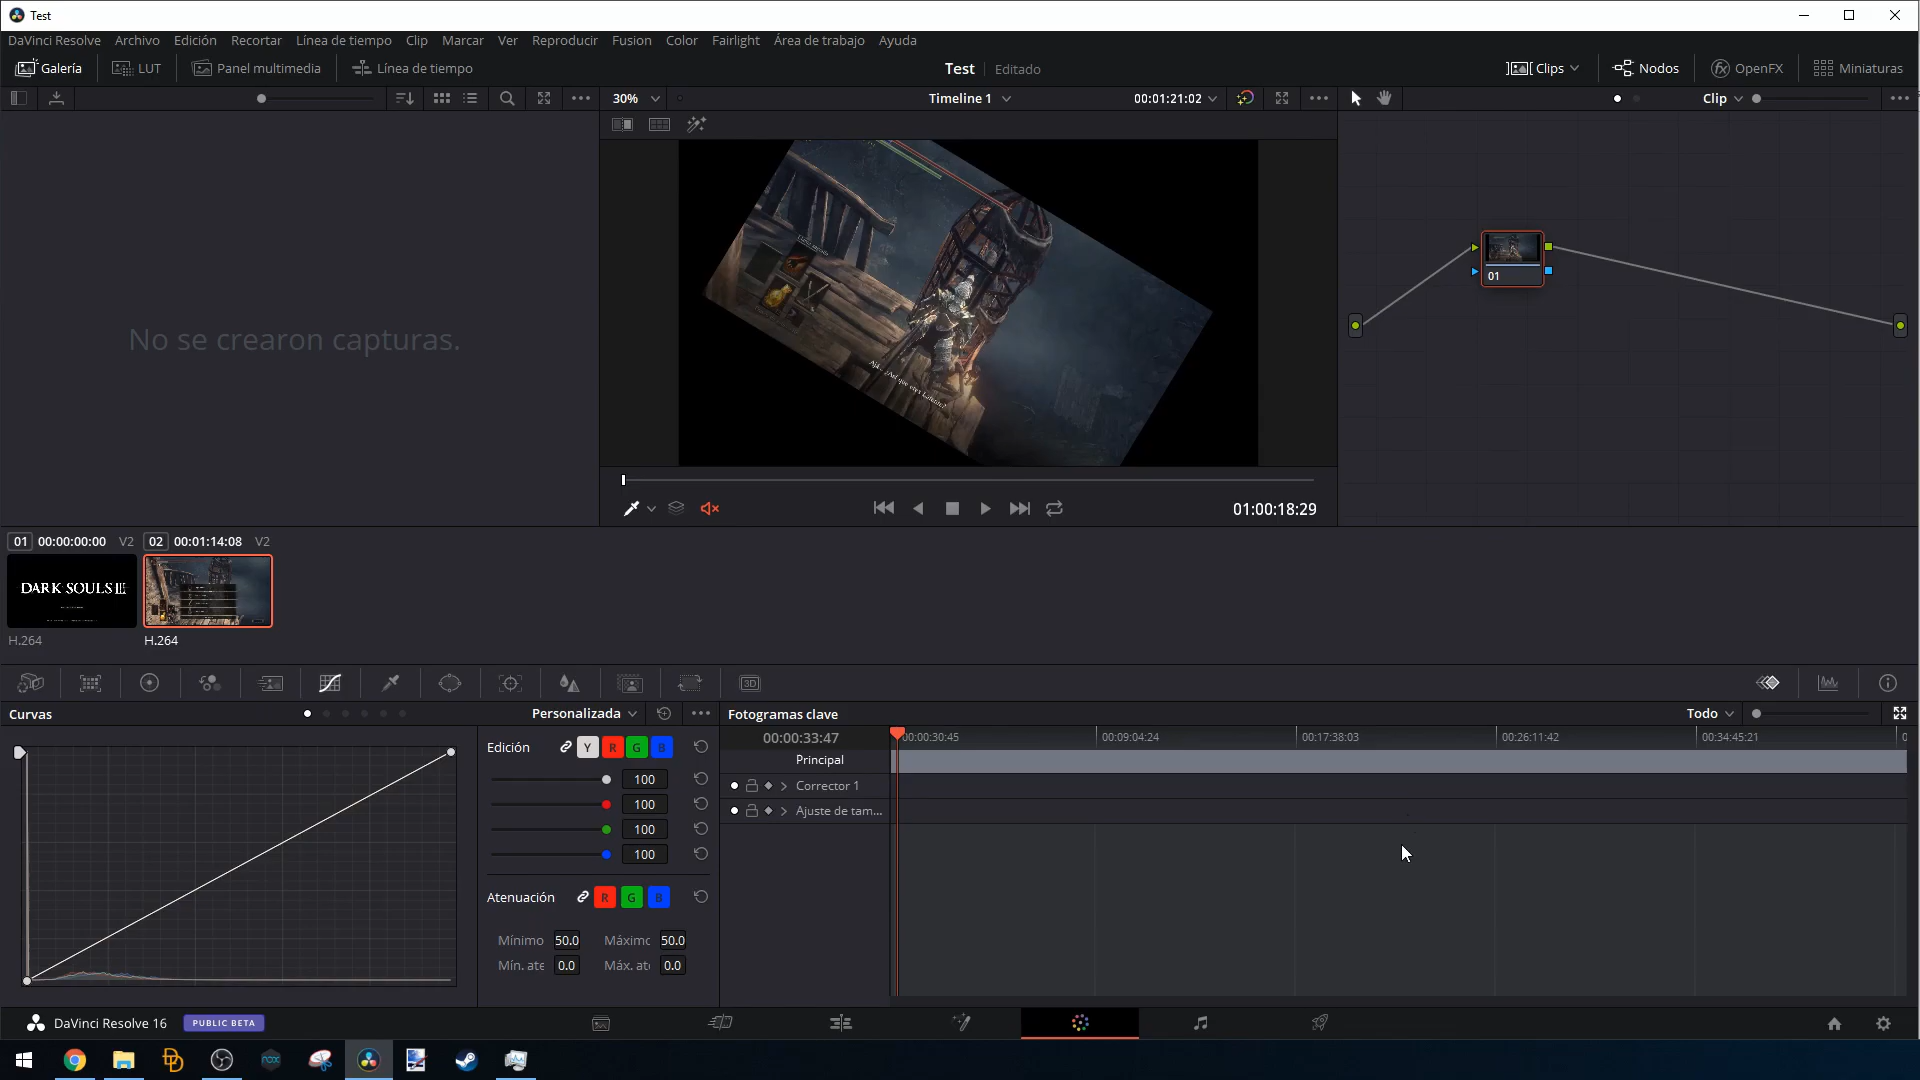 Test
DaVinci Resolve Archivo Edición Recortar Línea de tiempo Clip Marcar Ver Reproducir Fusion Color Fairlight Área de trabajo Ayuda
Galería LUT Panel multimedia Línea de tiempo Test Editado Clips Nodos OpenFX Miniaturas
30% Timeline 1 00:01:21:02 Clip
No se crearon capturas.
01
01:00:18:29
01 00:00:00:00 V2 02 00:01:14:08 V2
DARK SOULS III
H.264 H.264
3D
Curvas Personalizada Fotogramas clave Todo
Edición Y R G B
00:00:33:47 00:00:30:45 00:09:04:24 00:17:38:03 00:26:11:42 00:34:45:21
Principal
100
Corrector 1
100
Ajuste de tam...
100
100
Atenuación R G B
Mínimo 50.0 Máximo 50.0
Mín. ate 0.0 Máx. at 0.0
DaVinci Resolve 16 PUBLIC BETA